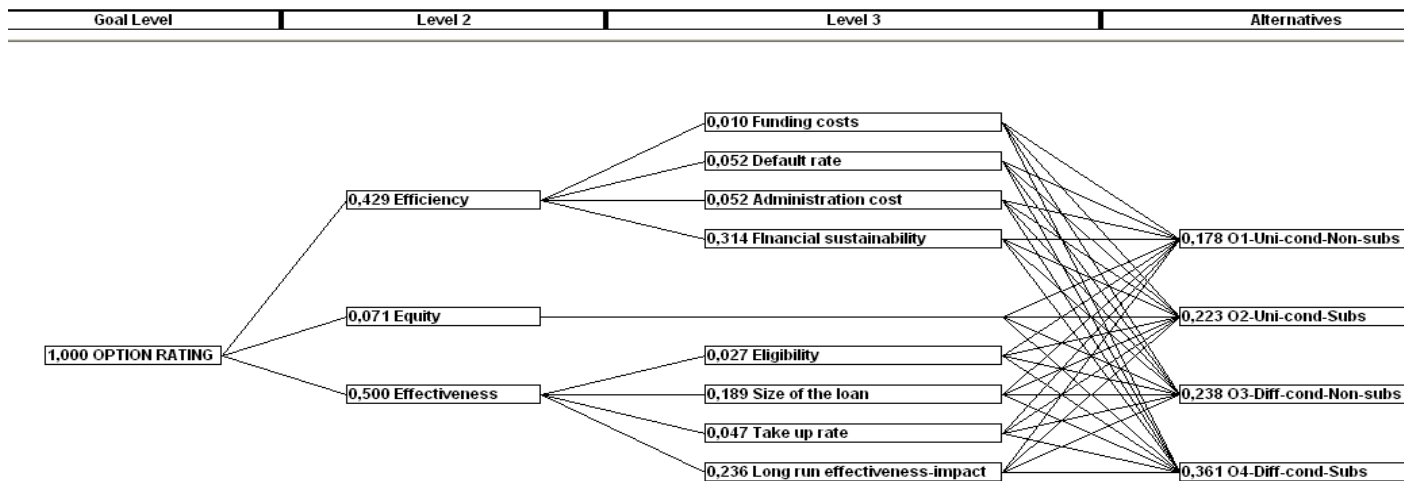 Goal Level
Level 2
Level 3
Alternatives
0,010 Funding costs
0,052 Default rate
0,429 Efficiency
0,052 Administration cost
0,314 FInancial sustainability
0,178 O1-Uni-cond-Non-subs
0,071 Equity
0,223 O2-Uni-cond-Subs
1,000 OPTION RATING
0,027 Eligibility
0,500 Effectiveness
0,189 Size of the loan
0,238 O3-Diff-cond-Non-subs
0,047 Take up rate
0,236 Long run effectiveness-impact
0,361 O4-Diff-cond-Subs